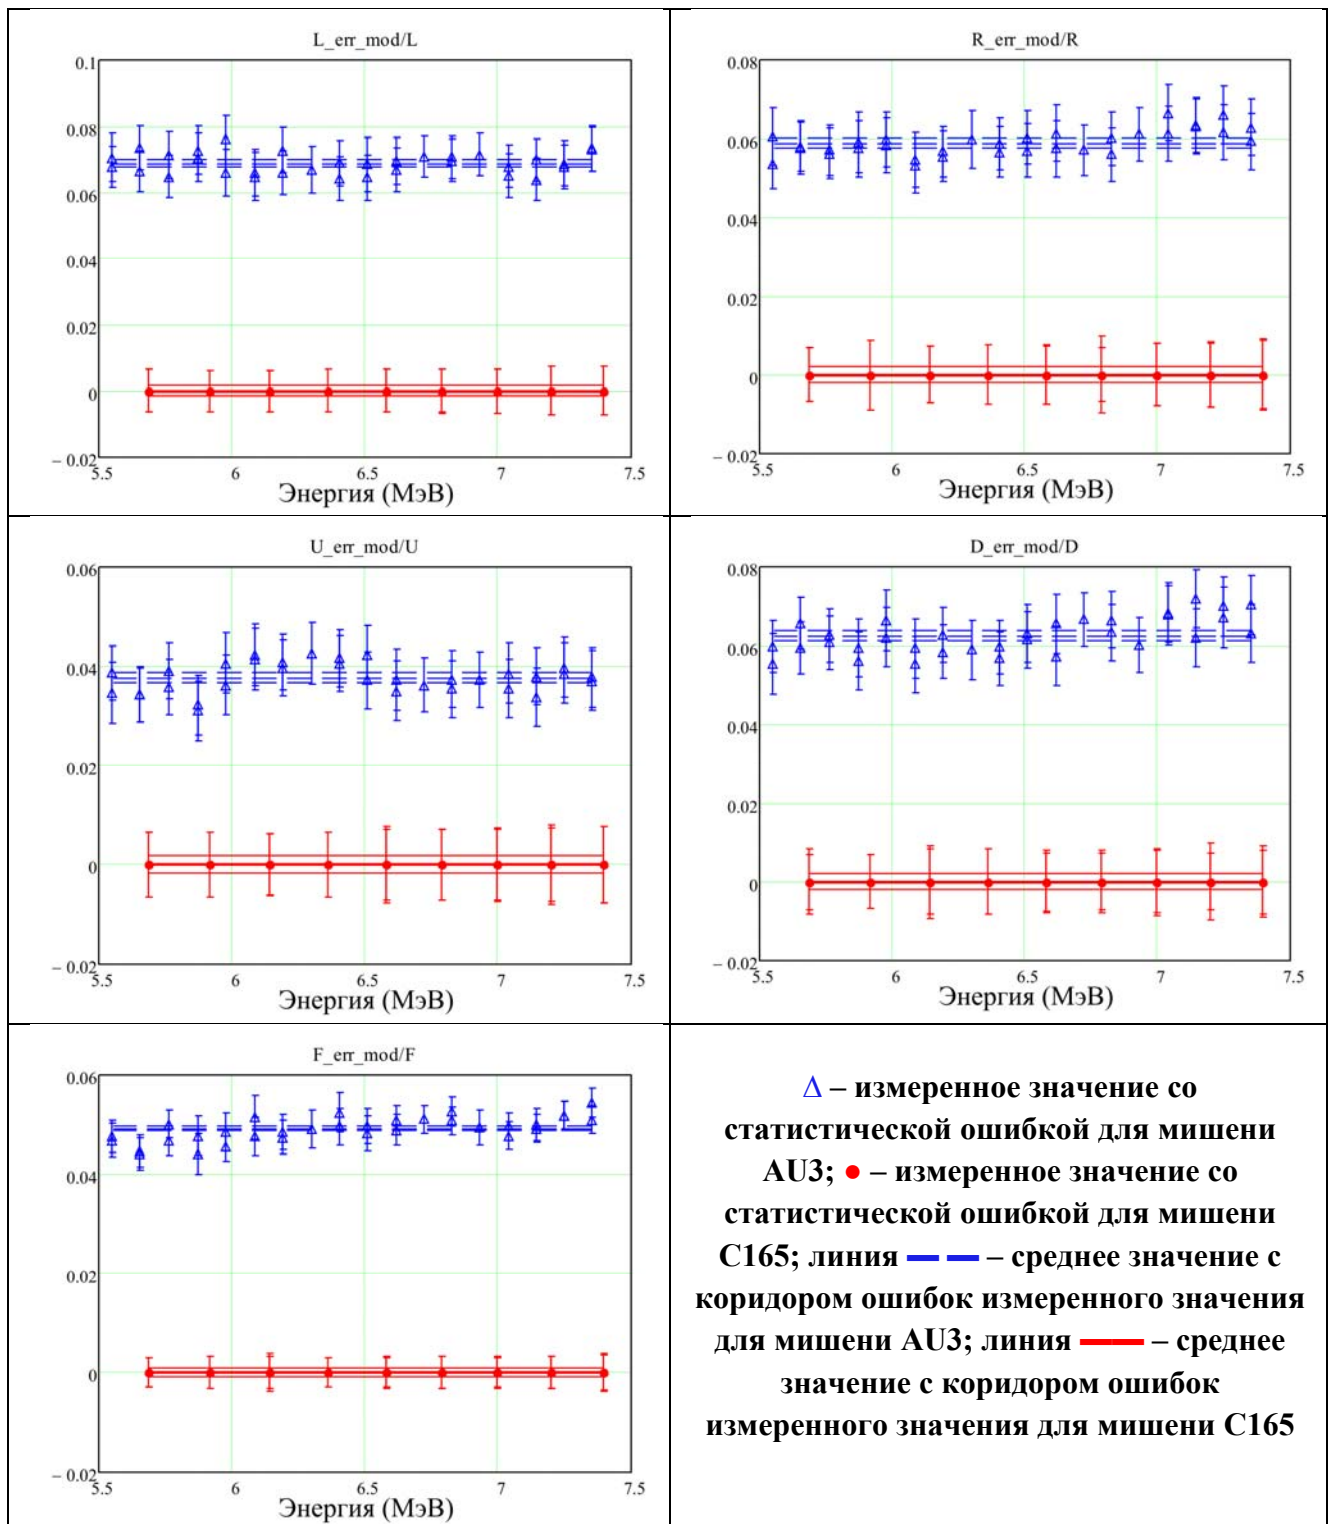 L_err_mod/L
0.1
0.08
0.06
0.04
0.02
0
– 0.02
5.5 6 6.5 7 7.5
Энергия (МэВ)
R_err_mod/R
0.08
0.06
0.04
0.02
0
– 0.02
5.5 6 6.5 7 7.5
Энергия (МэВ)
U_err_mod/U
0.06
0.04
0.02
0
– 0.02
5.5 6 6.5 7 7.5
Энергия (МэВ)
D_err_mod/D
0.08
0.06
0.04
0.02
0
– 0.02
5.5 6 6.5 7 7.5
Энергия (МэВ)
F_err_mod/F
0.06
0.04
0.02
0
– 0.02
5.5 6 6.5 7 7.5
Энергия (МэВ)
Δ – измеренное значение со
статистической ошибкой для мишени
AU3; ● – измеренное значение со
статистической ошибкой для мишени
C165; линия — — – среднее значение с
коридором ошибок измеренного значения
для мишени AU3; линия —— – среднее
значение с коридором ошибок
измеренного значения для мишени C165